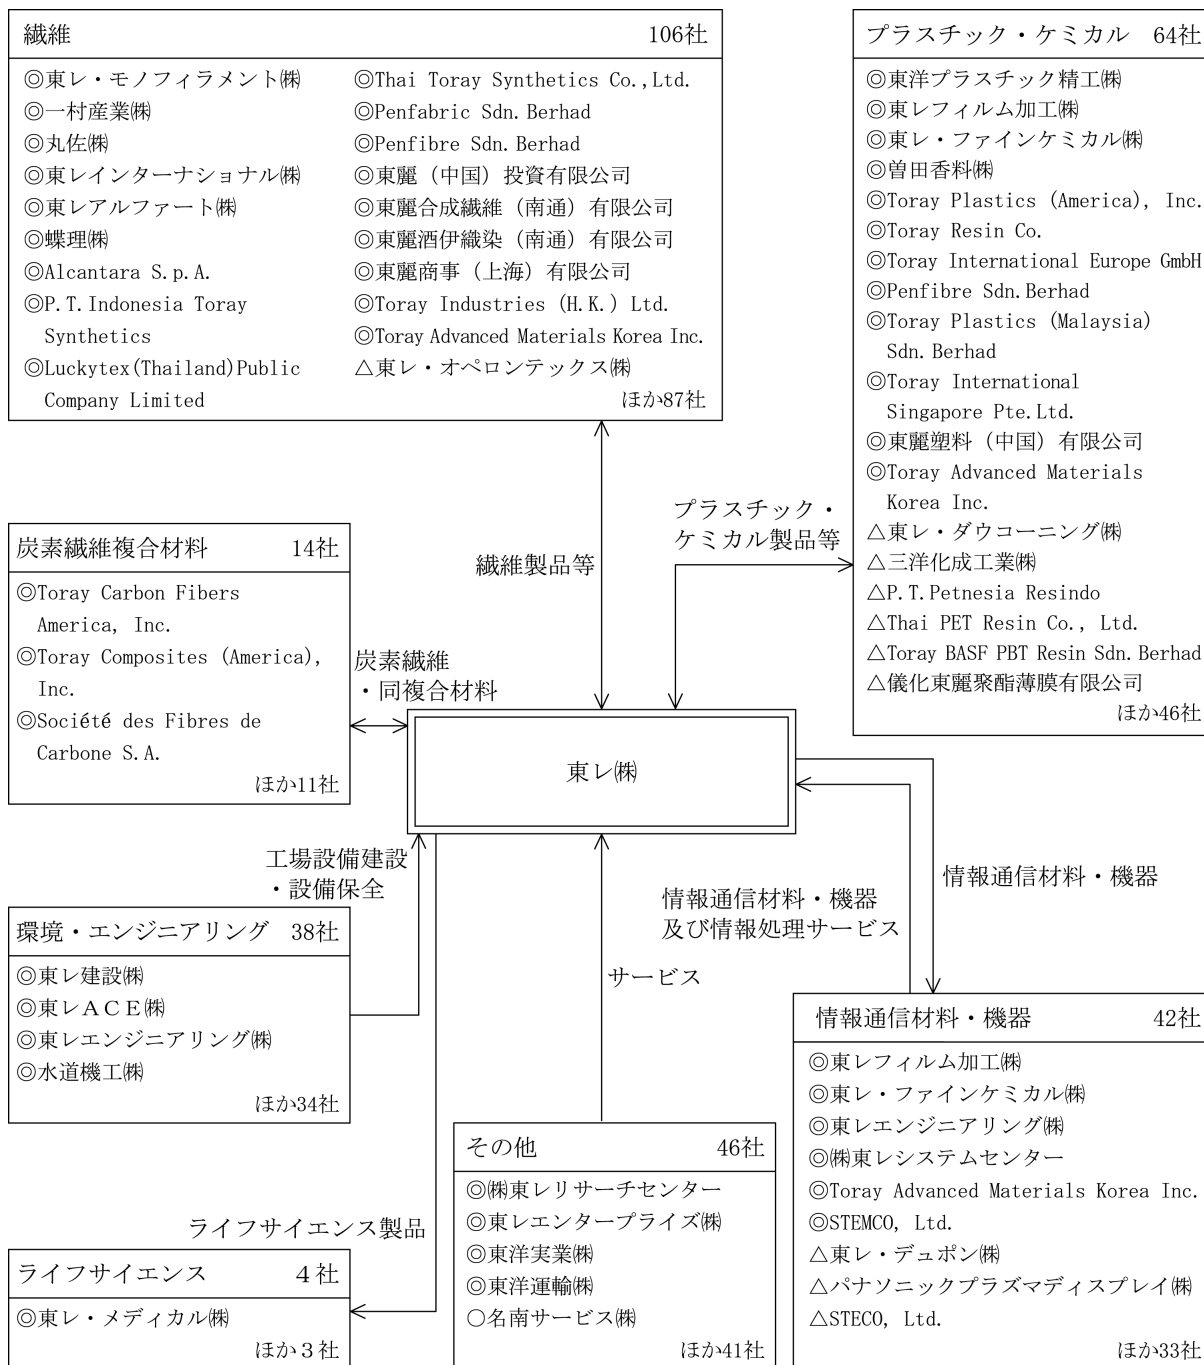 繊維 106社
◎東レ・モノフィラメント㈱
◎一村産業㈱
◎丸佐㈱
◎東レインターナショナル㈱
◎東レアルファート㈱
◎蝶理㈱
◎Alcantara S.p.A.
◎P.T.Indonesia Toray
Synthetics
◎Luckytex(Thailand)Public
Company Limited
◎Thai Toray Synthetics Co.,Ltd.
◎Penfabric Sdn.Berhad
◎Penfibre Sdn.Berhad
◎東麗（中国）投資有限公司
◎東麗合成繊維（南通）有限公司
◎東麗酒伊織染（南通）有限公司
◎東麗商事（上海）有限公司
◎Toray Industries (H.K.) Ltd.
◎Toray Advanced Materials Korea Inc.
△東レ・オペロンテックス㈱
ほか87社
プラスチック・ケミカル 64社
◎東洋プラスチック精工㈱
◎東レフィルム加工㈱
◎東レ・ファインケミカル㈱
◎曽田香料㈱
◎Toray Plastics (America), Inc.
◎Toray Resin Co.
◎Toray International Europe GmbH
◎Penfibre Sdn.Berhad
◎Toray Plastics (Malaysia)
Sdn.Berhad
◎Toray International
Singapore Pte.Ltd.
◎東麗塑料（中国）有限公司
◎Toray Advanced Materials
Korea Inc.
△東レ・ダウコーニング㈱
△三洋化成工業㈱
△P.T.Petnesia Resindo
△Thai PET Resin Co., Ltd.
△Toray BASF PBT Resin Sdn.Berhad
△儀化東麗聚酯薄膜有限公司
ほか46社
繊維製品等
プラスチック・
ケミカル製品等
炭素繊維複合材料 14社
◎Toray Carbon Fibers
America, Inc.
◎Toray Composites (America),
Inc.
◎Société des Fibres de
Carbone S.A.
ほか11社
炭素繊維
・同複合材料
東レ㈱
工場設備建設
・設備保全
環境・エンジニアリング 38社
◎東レ建設㈱
◎東レＡＣＥ㈱
◎東レエンジニアリング㈱
◎水道機工㈱
ほか34社
情報通信材料・機器
及び情報処理サービス
情報通信材料・機器
サービス
ライフサイエンス製品
ライフサイエンス ４社
◎東レ・メディカル㈱
ほか３社
その他 46社
◎㈱東レリサーチセンター
◎東レエンタープライズ㈱
◎東洋実業㈱
◎東洋運輸㈱
○名南サービス㈱
ほか41社
情報通信材料・機器 42社
◎東レフィルム加工㈱
◎東レ・ファインケミカル㈱
◎東レエンジニアリング㈱
◎㈱東レシステムセンター
◎Toray Advanced Materials Korea Inc.
◎STEMCO, Ltd.
△東レ・デュポン㈱
△パナソニックプラズマディスプレイ㈱
△STECO, Ltd.
ほか33社